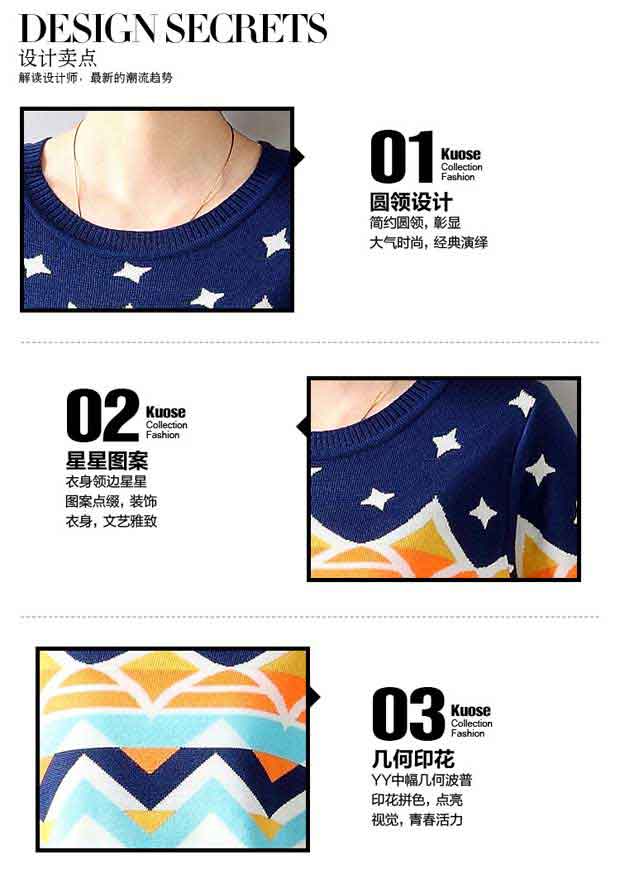 DESIGN SECRETS
设计卖点
解读设计师，最新的潮流趋势
01 Kuose
Collection
Fashion
圆领设计
简约圆领，彰显
大气时尚，经典演绎
02 Kuose
Collection
Fashion
星星图案
衣身领边星星
图案点缀，装饰
衣身，文艺雅致
03 Kuose
Collection
Fashion
几何印花
YY中幅几何波普
印花拼色，点亮
视觉，青春活力